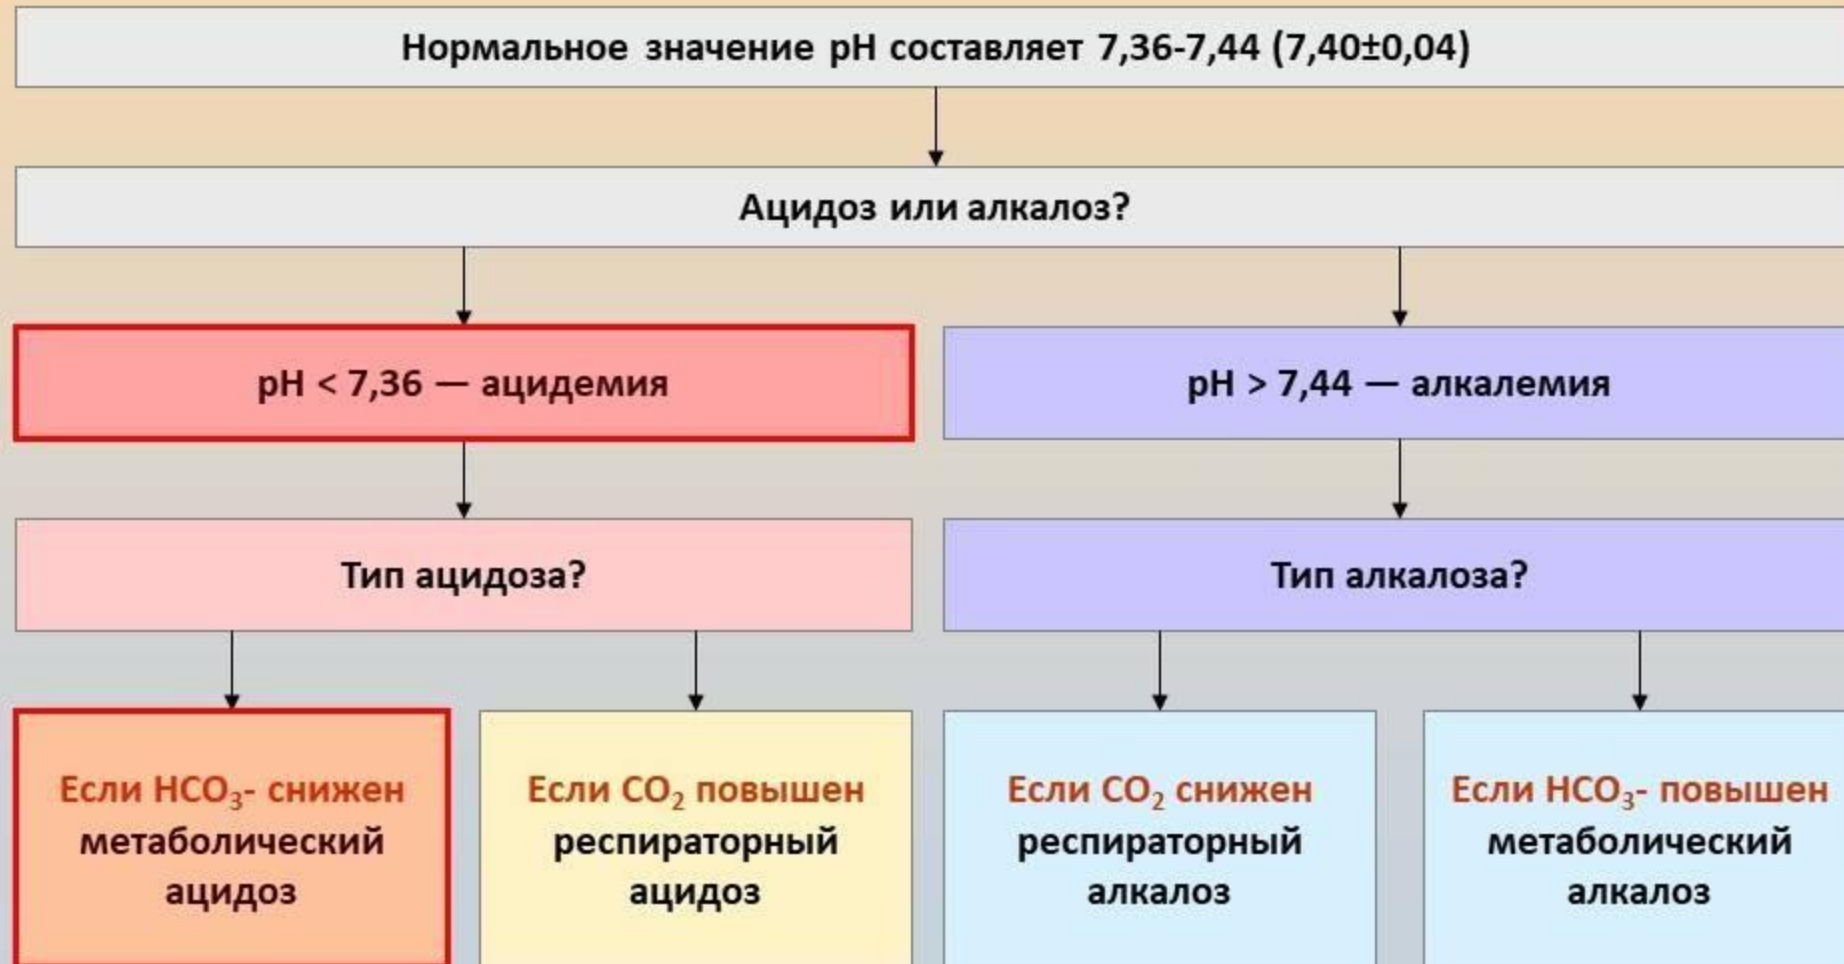 Нормальное значение pH составляет 7,36-7,44 (7,40±0,04)
Ацидоз или алкалоз?
pH < 7,36 — ацидемия
pH > 7,44 — алкалемия
Тип ацидоза?
Тип алкалоза?
Если HCO₃- снижен
метаболический
ацидоз
Если CO₂ повышен
респираторный
ацидоз
Если CO₂ снижен
респираторный
алкалоз
Если HCO₃- повышен
метаболический
алкалоз